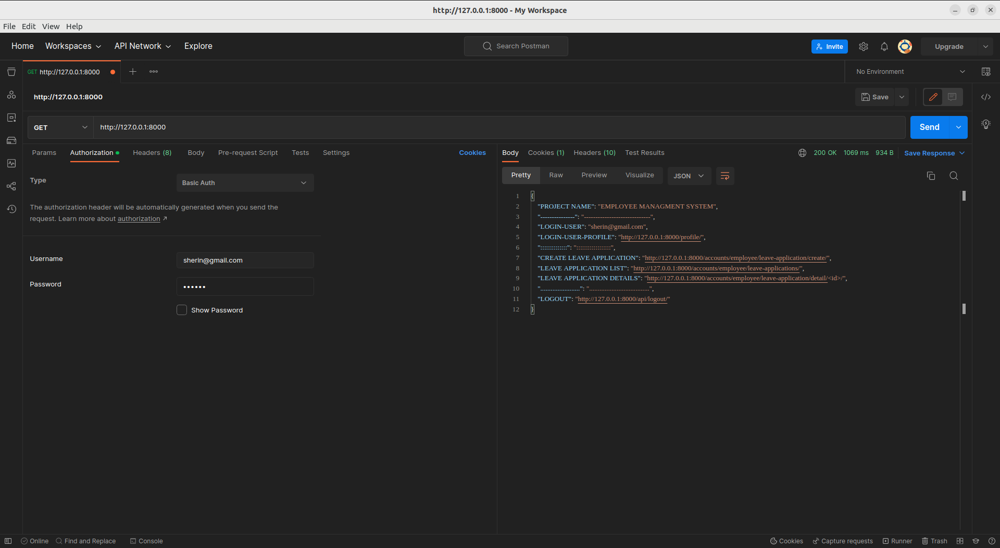 http://127.0.0.1:8000 - My Workspace
File Edit View Help
Home Workspaces API Network Explore
Search Postman
Invite
Upgrade
GET http://127.0.0.1:8000
No Environment
http://127.0.0.1:8000
Save
GET http://127.0.0.1:8000
Send
Params Authorization Headers (8) Body Pre-request Script Tests Settings Cookies
Type
Basic Auth
The authorization header will be automatically generated when you send the
request. Learn more about authorization ↗
Username
sherin@gmail.com
Password
••••••
Show Password
Body Cookies (1) Headers (10) Test Results
200 OK 1069 ms 934 B Save Response
Pretty Raw Preview Visualize JSON
1 {
2 "PROJECT NAME": "EMPLOYEE MANAGMENT SYSTEM",
3 "---------------": "-----------------------------",
4 "LOGIN-USER": "sherin@gmail.com",
5 "LOGIN-USER-PROFILE": "http://127.0.0.1:8000/profile/",
6 "::::::::::::::": "::::::::::::::::::",
7 "CREATE LEAVE APPLICATION": "http://127.0.0.1:8000/accounts/employee/leave-application/create/",
8 "LEAVE APPLICATION LIST": "http://127.0.0.1:8000/accounts/employee/leave-applications/",
9 "LEAVE APPLICATION DETAILS": "http://127.0.0.1:8000/accounts/employee/leave-application/detail/<id>/",
10 ".......................": "...................................",
11 "LOGOUT": "http://127.0.0.1:8000/api/logout/"
12 }
Online Find and Replace Console
Cookies Capture requests Runner Trash